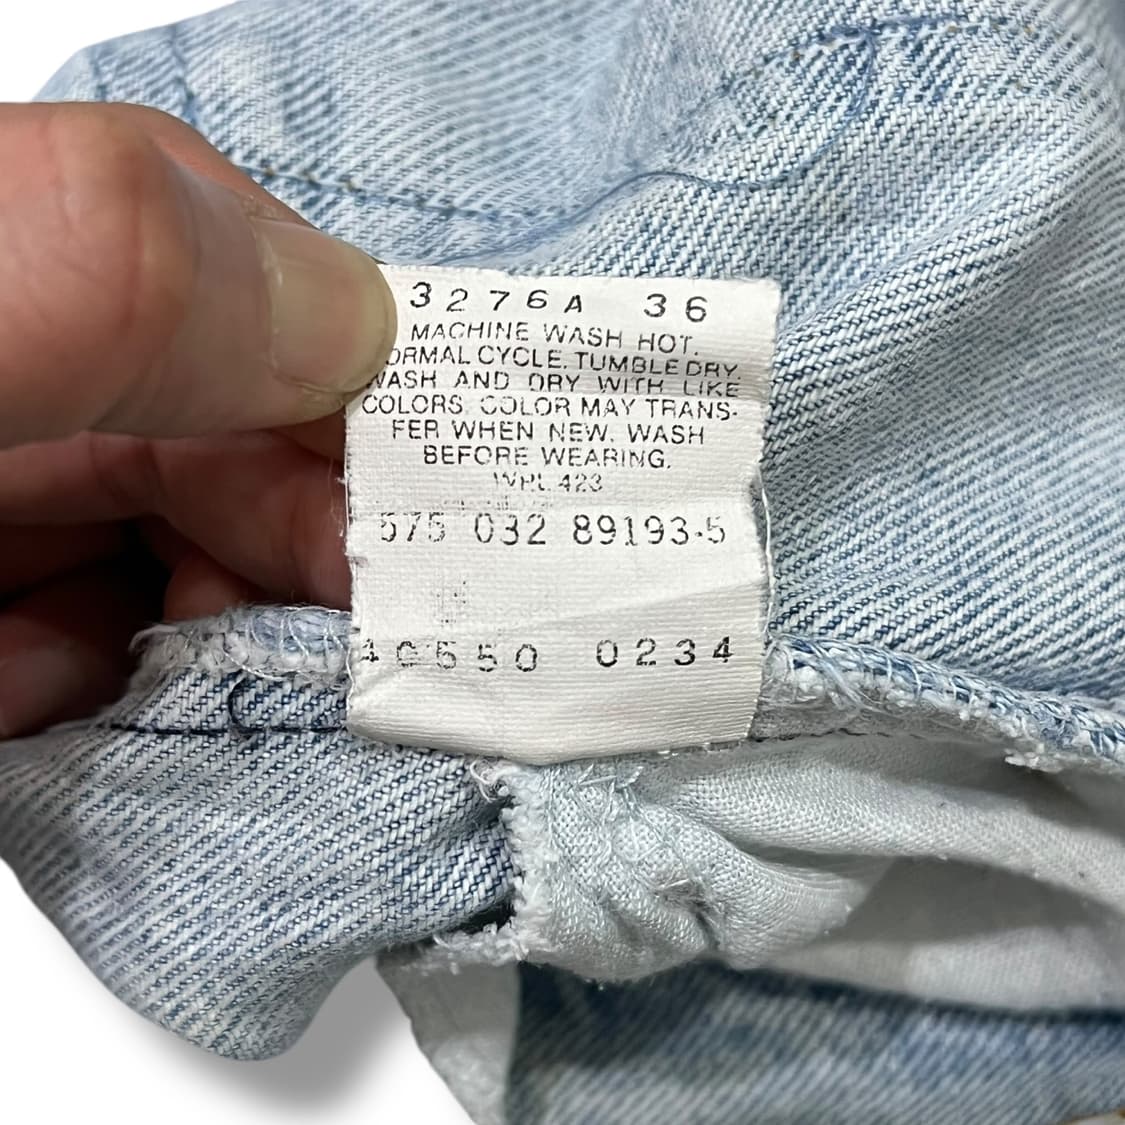 3276A 36
MACHINE WASH HOT.
ORMAL CYCLE. TUMBLE DRY.
WASH AND DRY WITH LIKE
COLORS. COLOR MAY TRANS-
FER WHEN NEW. WASH
BEFORE WEARING.
WPL 423
575 032 89193-5
0234